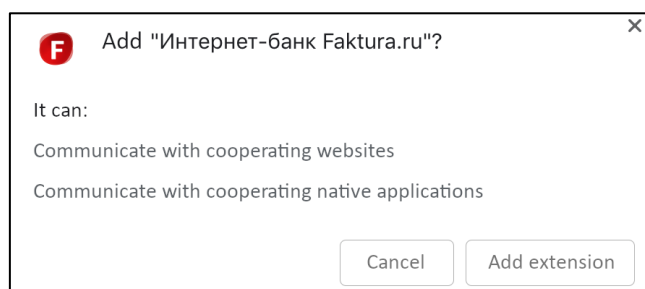 F
Add "Интернет-банк Faktura.ru"?
It can:
Communicate with cooperating websites
Communicate with cooperating native applications
Cancel
Add extension